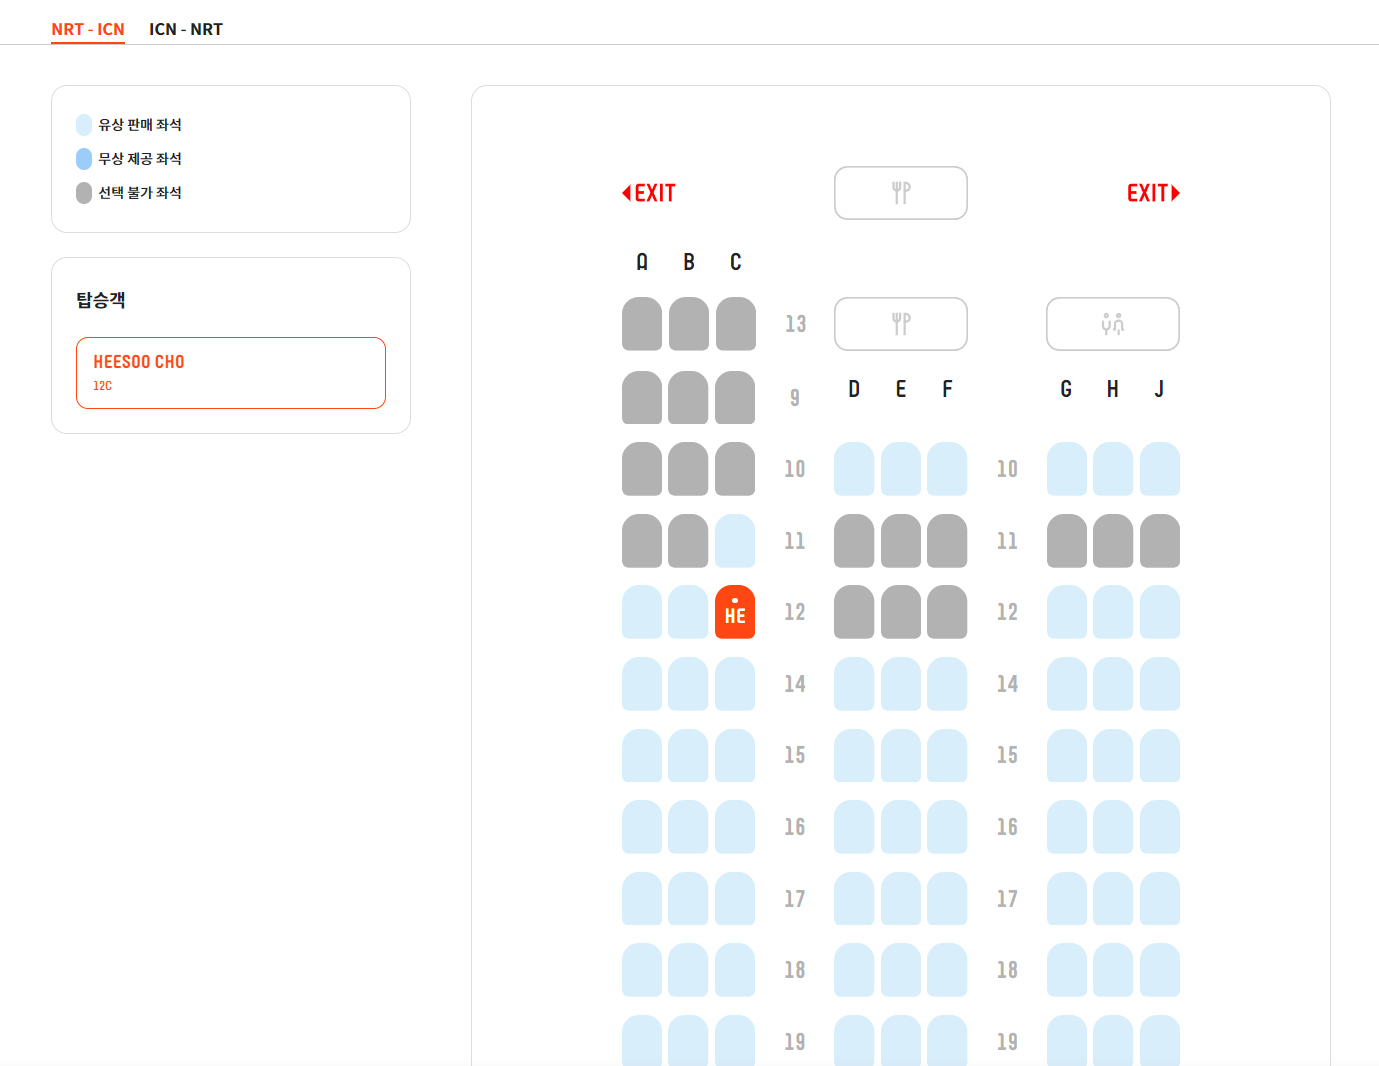 NRT - ICN ICN - NRT
유상 판매 좌석
무상 제공 좌석
선택 불가 좌석
탑승객
HEESOO CHO
12C
EXIT EXIT
A B C
13
9 D E F G H J
10 10
11 11
HE 12 12
14 14
15 15
16 16
17 17
18 18
19 19